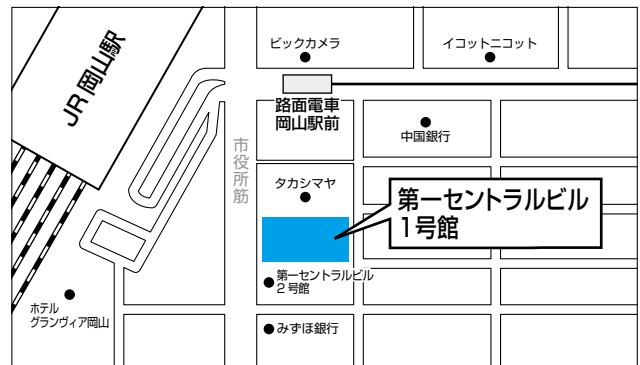 JR岡山駅
ビックカメラ
イコットニコット
路面電車
岡山駅前
中国銀行
市役所筋
タカシマヤ
第一セントラルビル
1号館
第一セントラルビル
2号館
ホテル
グランヴィア岡山
みずほ銀行